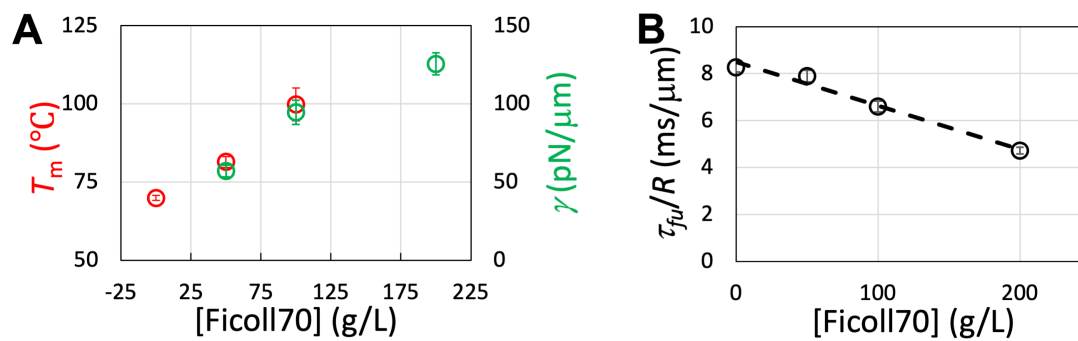 A
125
100
75
50
Tm (°C)
150
100
50
0
γ (pN/μm)
-25 25 75 125 175 225
[Ficoll70] (g/L)
B
10
8
6
4
2
0
τfu/R (ms/μm)
0 100 200
[Ficoll70] (g/L)